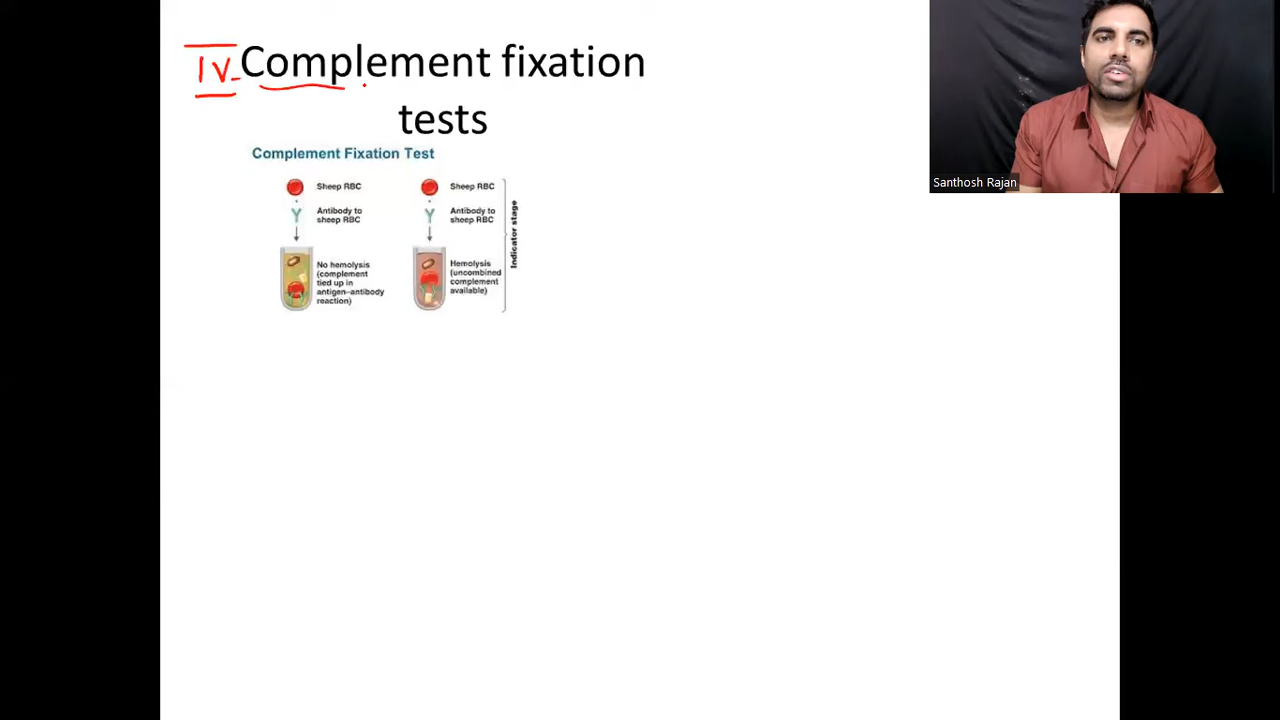 IV-Complement fixation
tests
Complement Fixation Test
Sheep RBC
Antibody to
sheep RBC
No hemolysis
(complement
tied up in
antigen–antibody
reaction)
Sheep RBC
Antibody to
sheep RBC
Hemolysis
(uncombined
complement
available)
Indicator stage
Santhosh Rajan